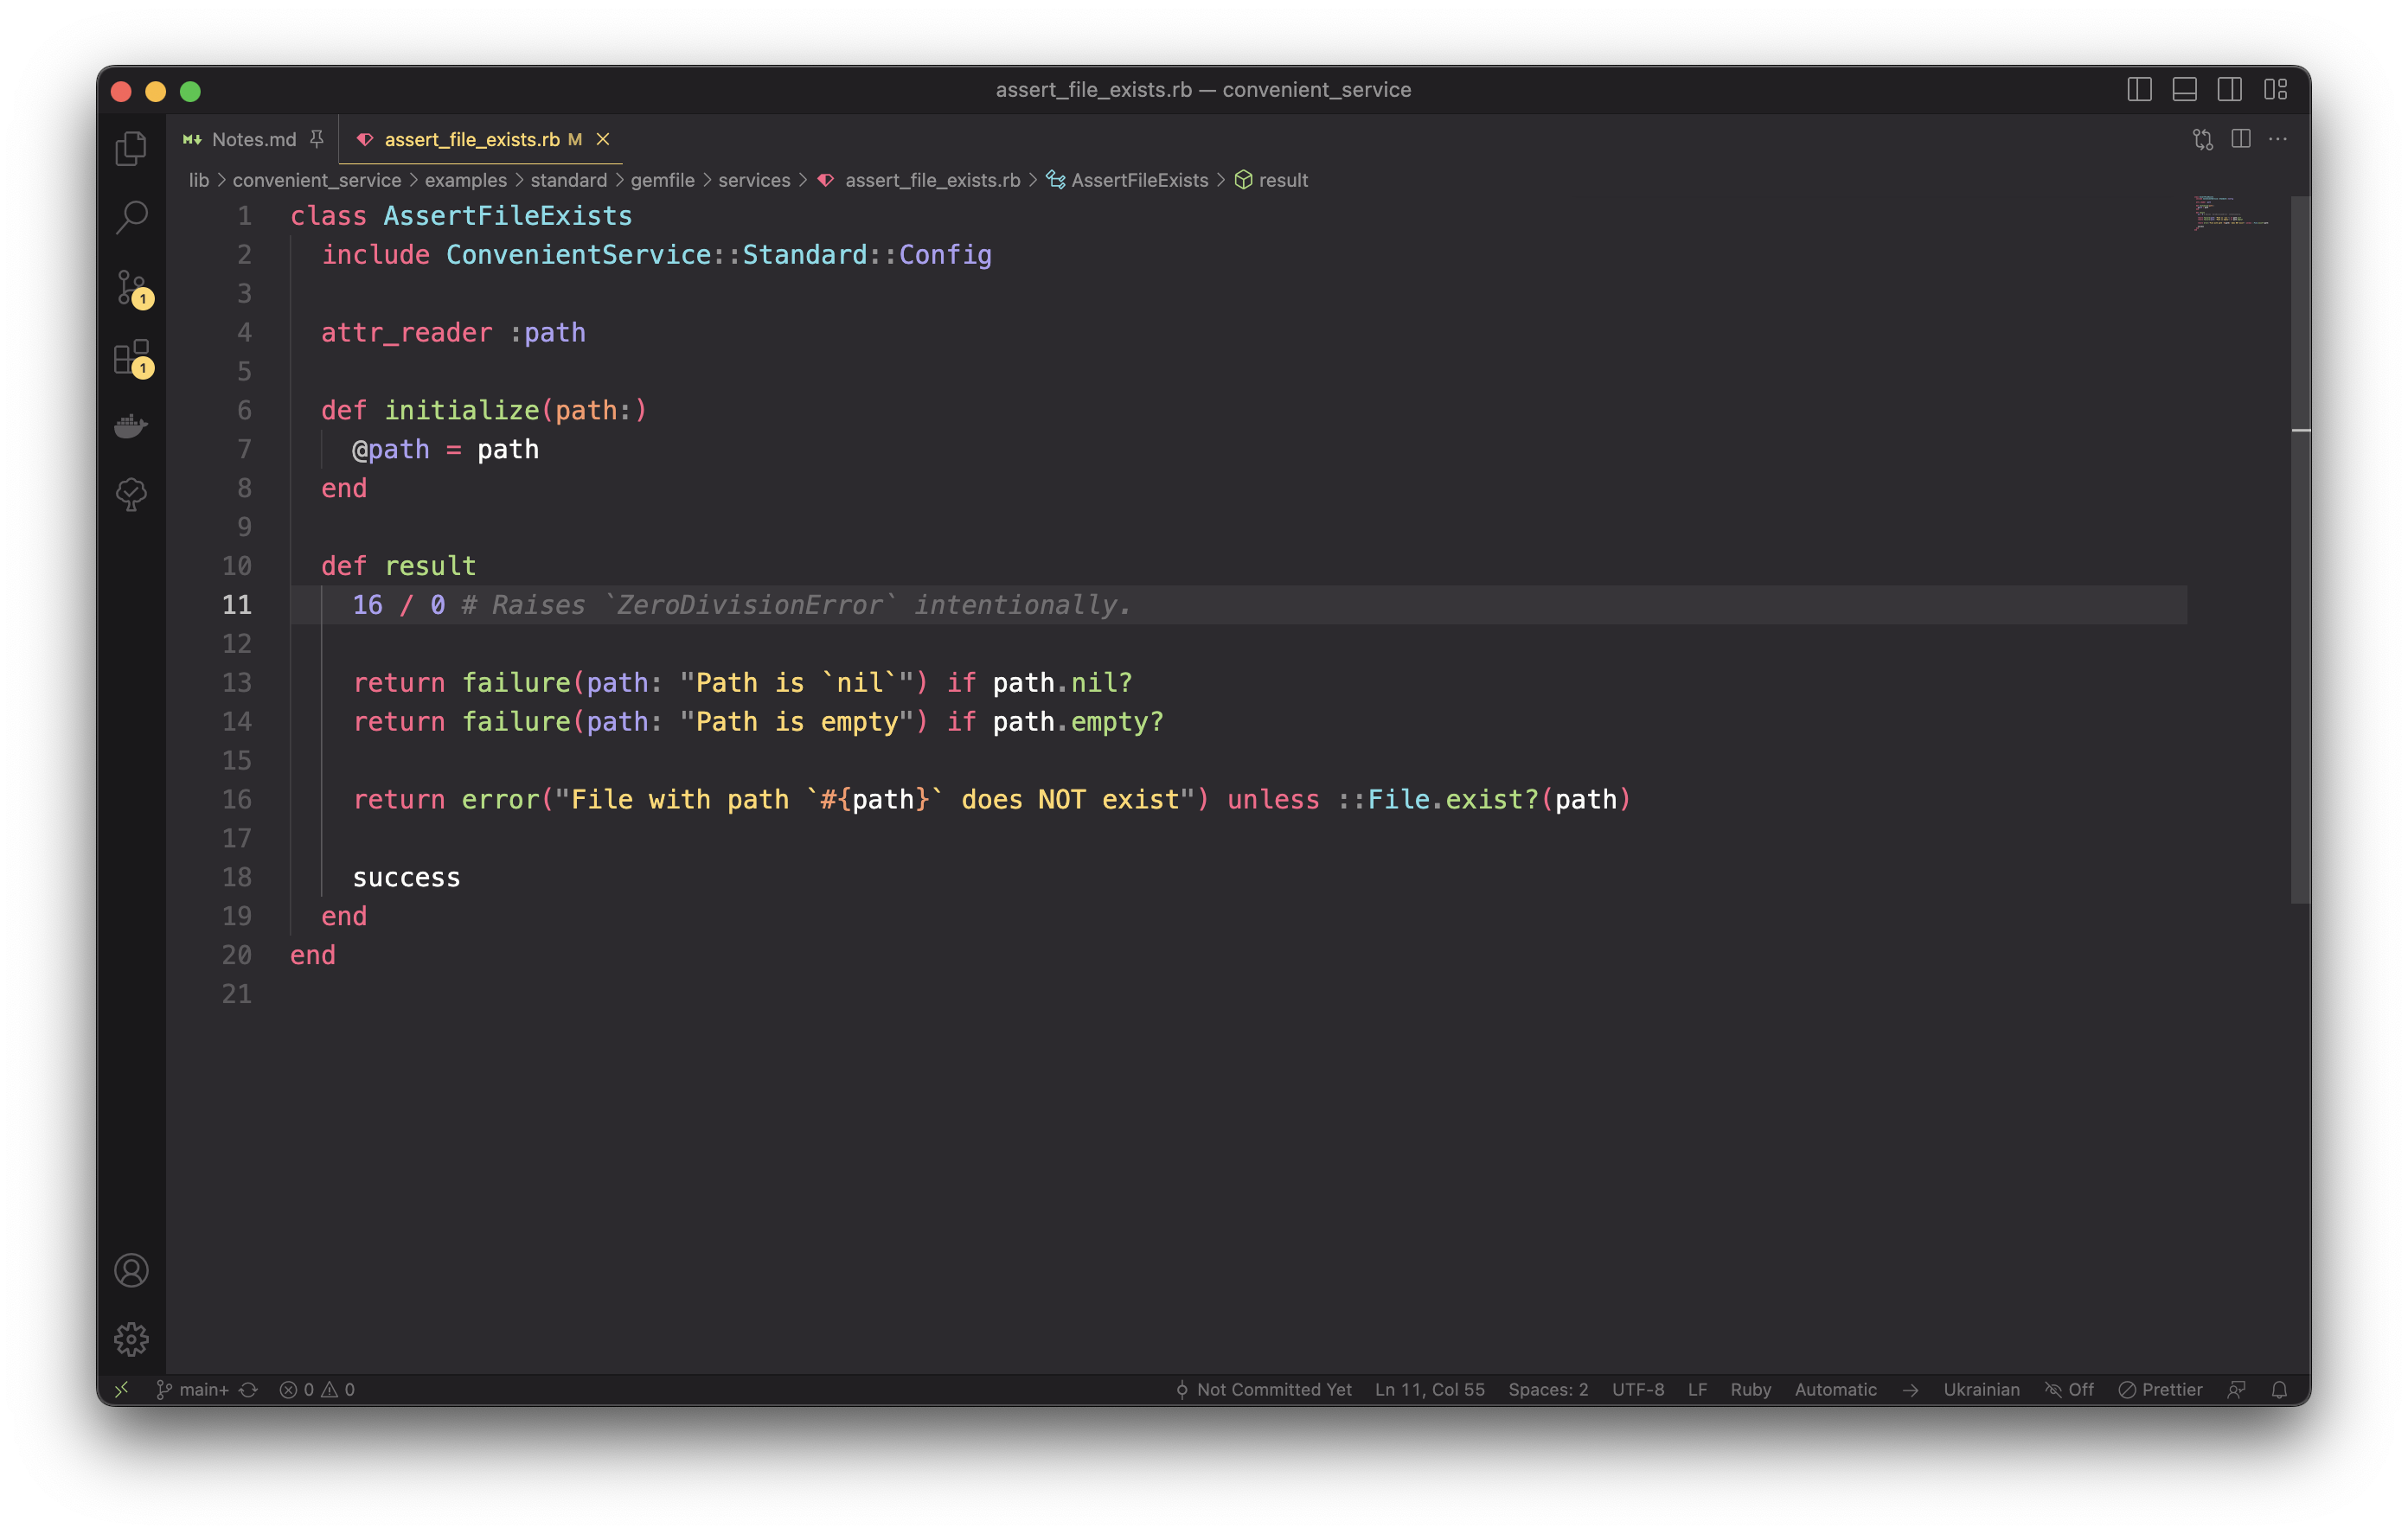 assert_file_exists.rb — convenient_service
Notes.md
assert_file_exists.rb M
lib > convenient_service > examples > standard > gemfile > services > assert_file_exists.rb > AssertFileExists > result
1 class AssertFileExists
2   include ConvenientService::Standard::Config
3
4   attr_reader :path
5
6   def initialize(path:)
7     @path = path
8   end
9
10   def result
11     16 / 0 # Raises `ZeroDivisionError` intentionally.
12
13     return failure(path: "Path is `nil`") if path.nil?
14     return failure(path: "Path is empty") if path.empty?
15
16     return error("File with path `#{path}` does NOT exist") unless ::File.exist?(path)
17
18     success
19   end
20 end
21
1
1
main+ 0 0 Not Committed Yet Ln 11, Col 55 Spaces: 2 UTF-8 LF Ruby Automatic → Ukrainian Off Prettier